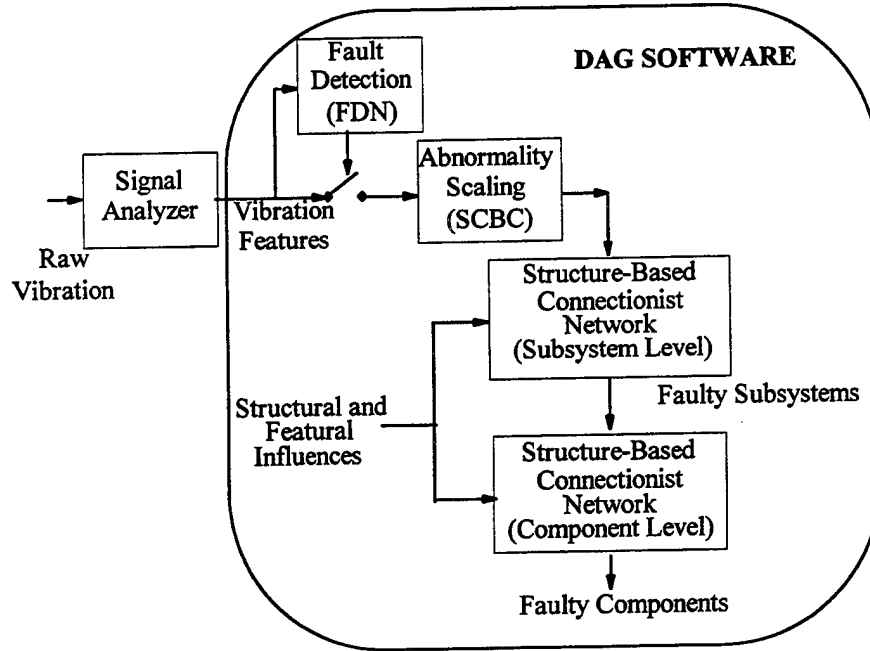 Fault
Detection
(FDN)
DAG SOFTWARE
Signal
Analyzer
Abnormality
Scaling
(SCBC)
Vibration
Features
Raw
Vibration
Structure-Based
Connectionist
Network
(Subsystem Level)
Faulty Subsystems
Structural and
Featural
Influences
Structure-Based
Connectionist
Network
(Component Level)
Faulty Components